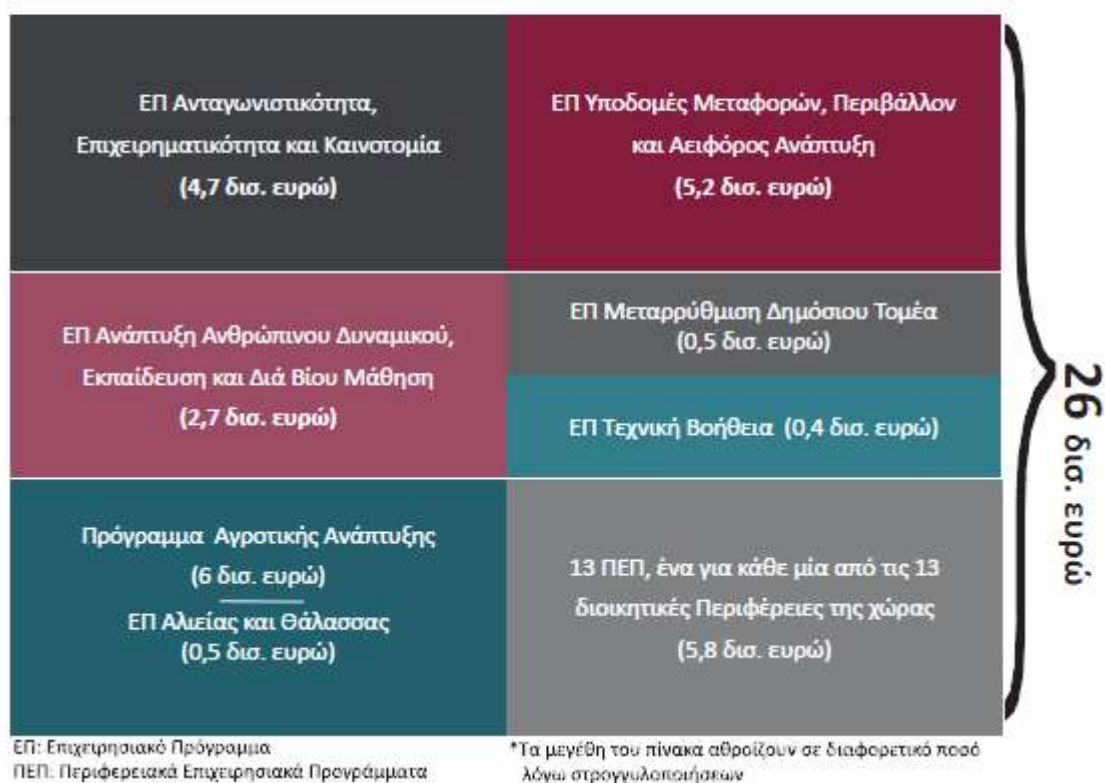 ΕΠ Ανταγωνιστικότητα,
Επιχειρηματικότητα και Καινοτομία
(4,7 δισ. ευρώ)
ΕΠ Υποδομές Μεταφορών, Περιβάλλον
και Αειφόρος Ανάπτυξη
(5,2 δισ. ευρώ)
ΕΠ Ανάπτυξη Ανθρώπινου Δυναμικού,
Εκπαίδευση και Διά Βίου Μάθηση
(2,7 δισ. ευρώ)
ΕΠ Μεταρρύθμιση Δημόσιου Τομέα
(0,5 δισ. ευρώ)
ΕΠ Τεχνική Βοήθεια (0,4 δισ. ευρώ)
Πρόγραμμα Αγροτικής Ανάπτυξης
(6 δισ. ευρώ)
ΕΠ Αλιείας και Θάλασσας
(0,5 δισ. ευρώ)
13 ΠΕΠ, ένα για κάθε μία από τις 13
διοικητικές Περιφέρειες της χώρας
(5,8 δισ. ευρώ)
26 δισ. ευρώ
ΕΠ: Επιχειρησιακό Πρόγραμμα
ΠΕΠ: Περιφερειακά Επιχειρησιακά Προγράμματα
*Τα μεγέθη του πίνακα αθροίζουν σε διαφορετικό ποσό
λόγω στρογγυλοποιήσεων